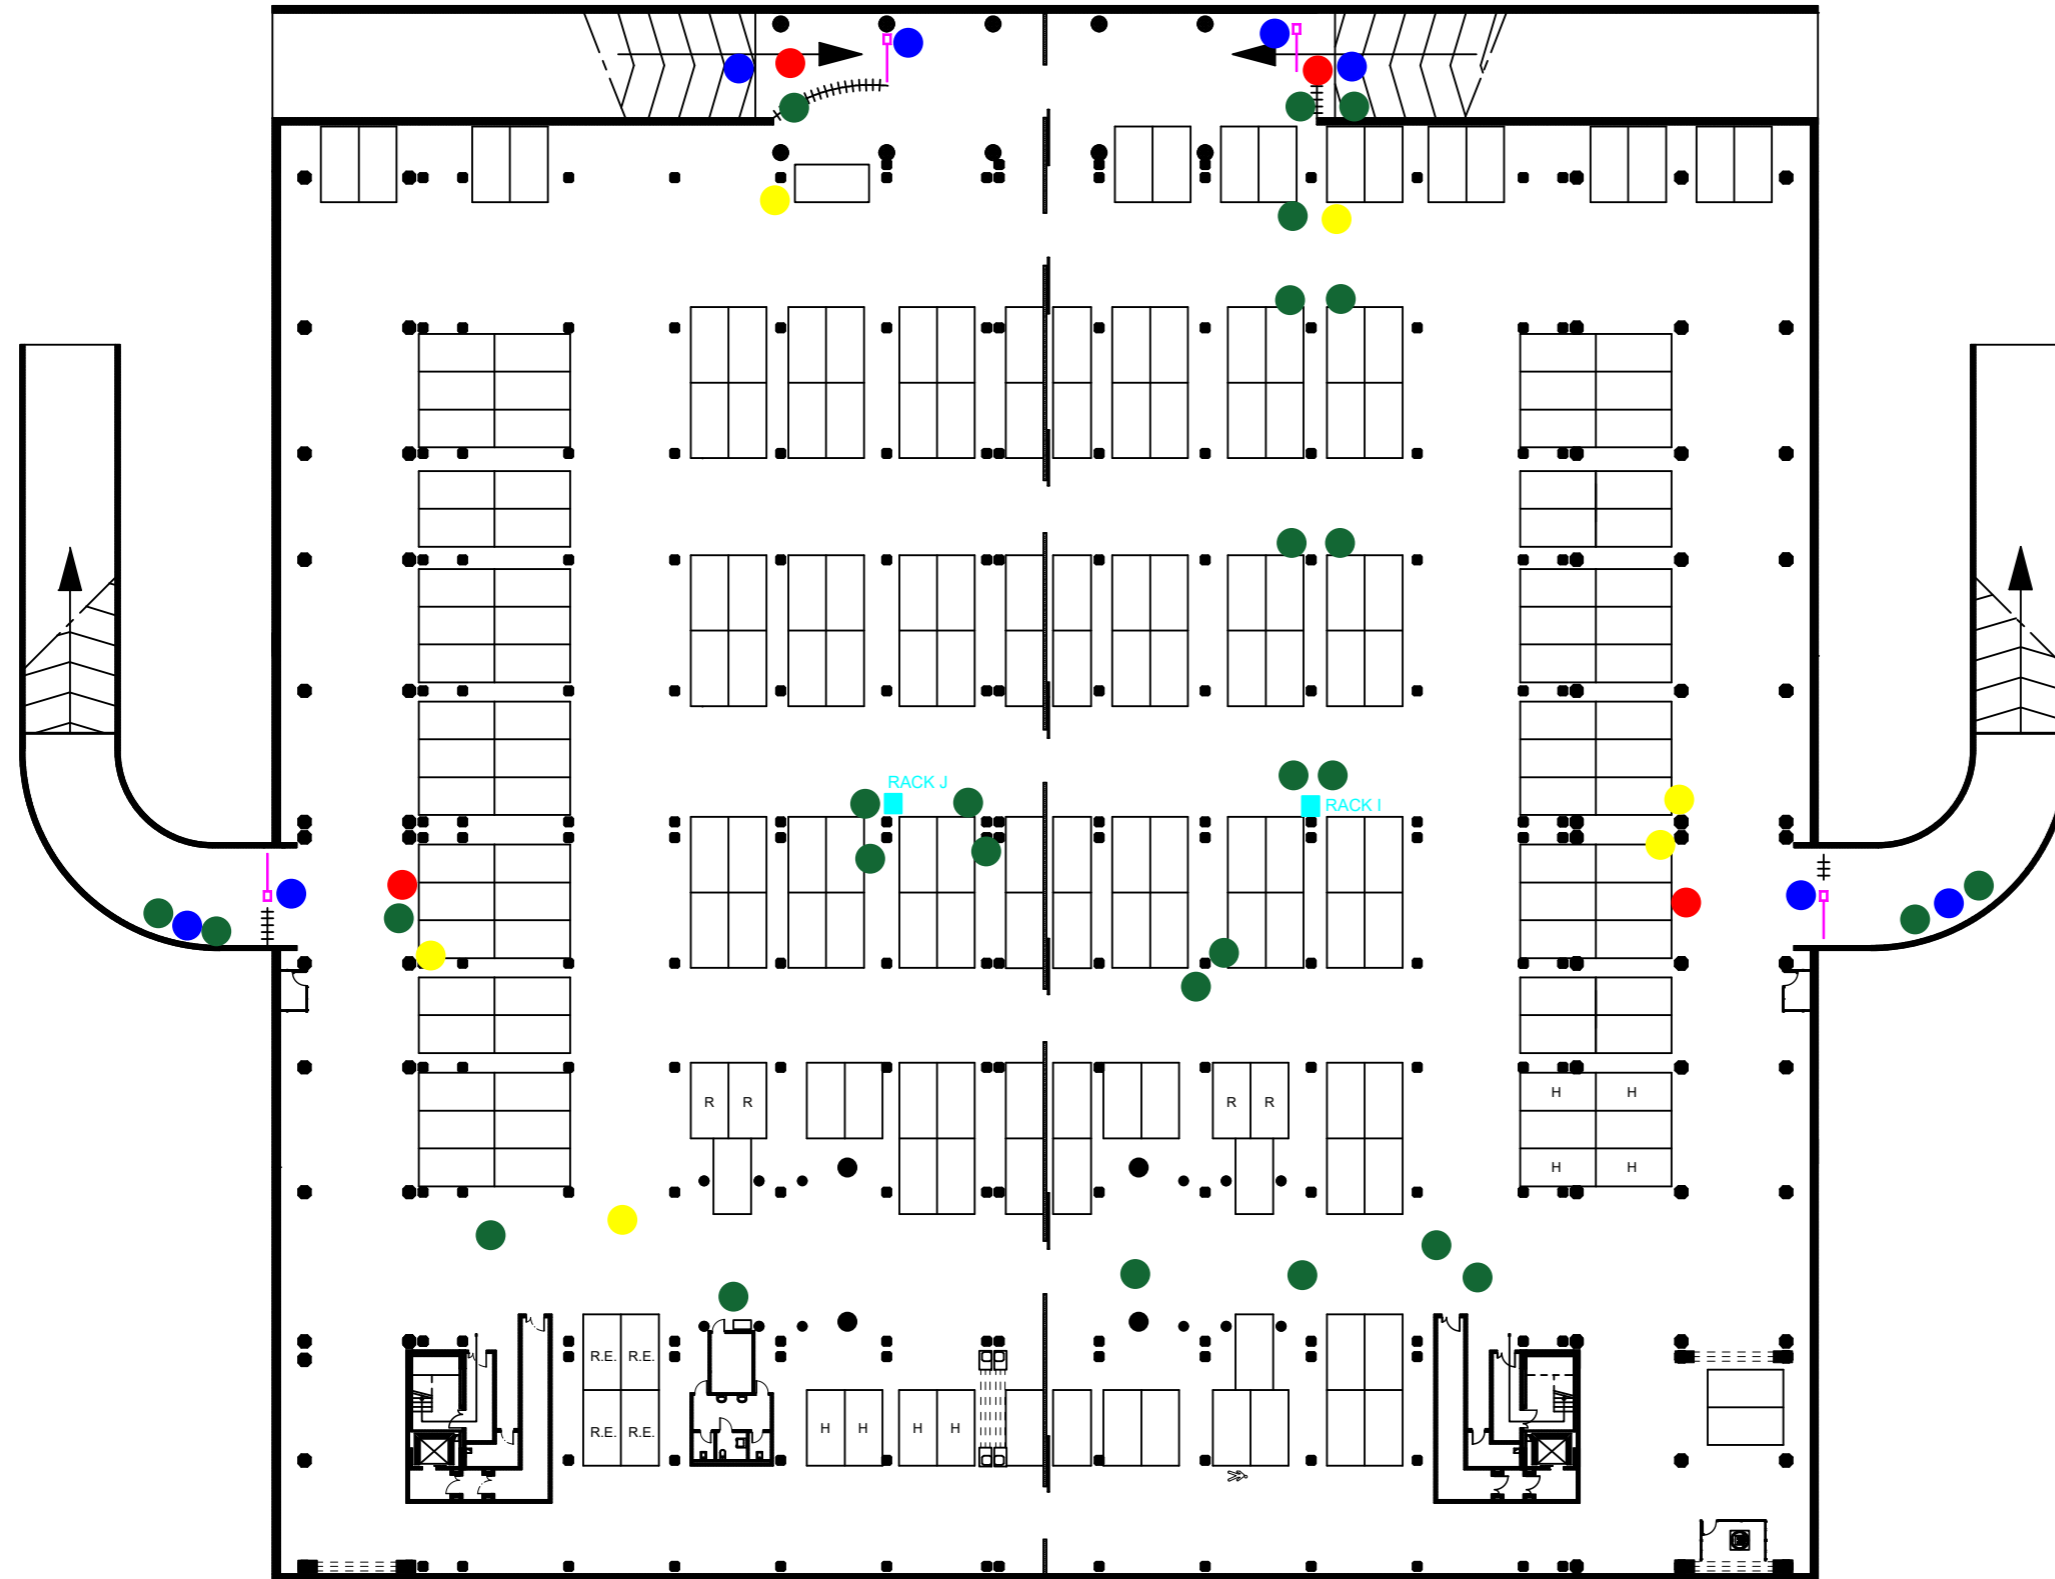 RACK J
RACK I
R R
R R
H H
H H
R.E. R.E.
R.E. R.E.
H H H H